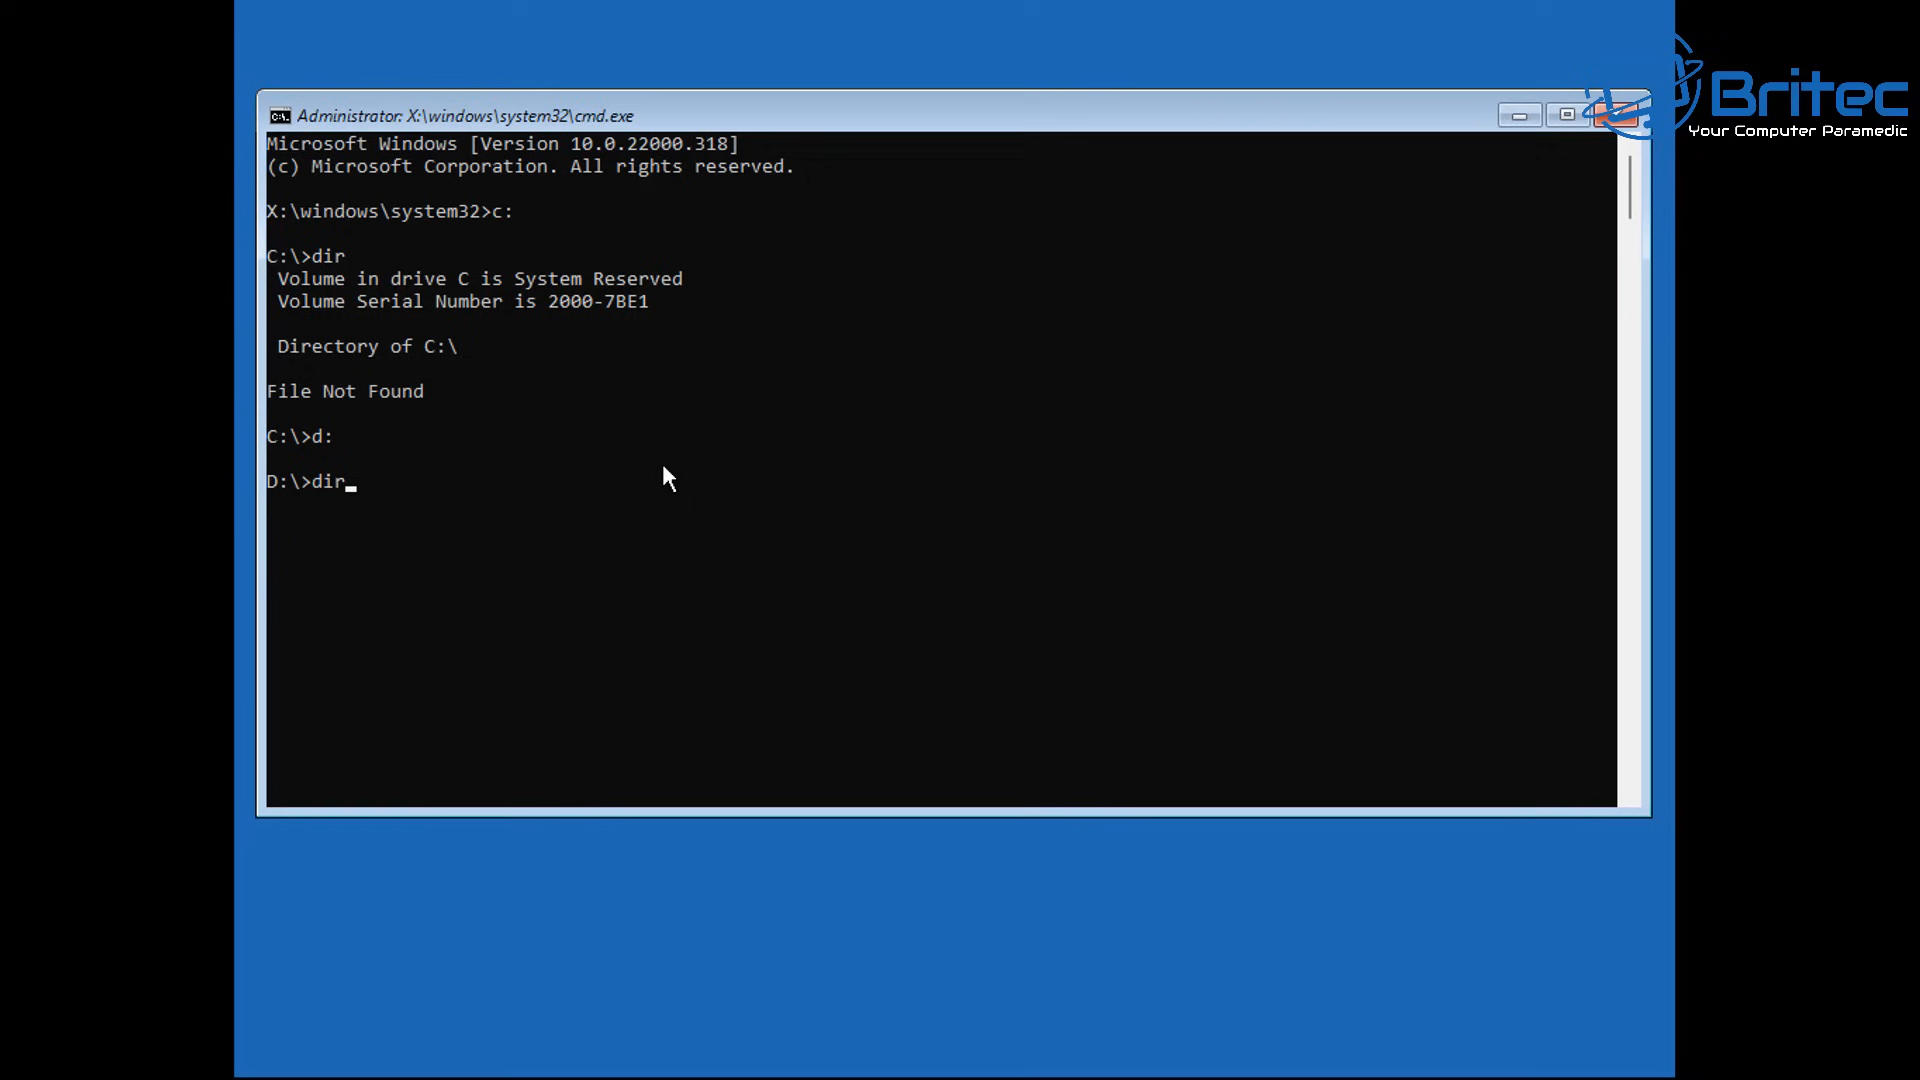 Britec
Your Computer Paramedic
Administrator: X:\windows\system32\cmd.exe
Microsoft Windows [Version 10.0.22000.318]
(c) Microsoft Corporation. All rights reserved.
X:\windows\system32>c:
C:\>dir
Volume in drive C is System Reserved
Volume Serial Number is 2000-7BE1
Directory of C:\
File Not Found
C:\>d:
D:\>dir_